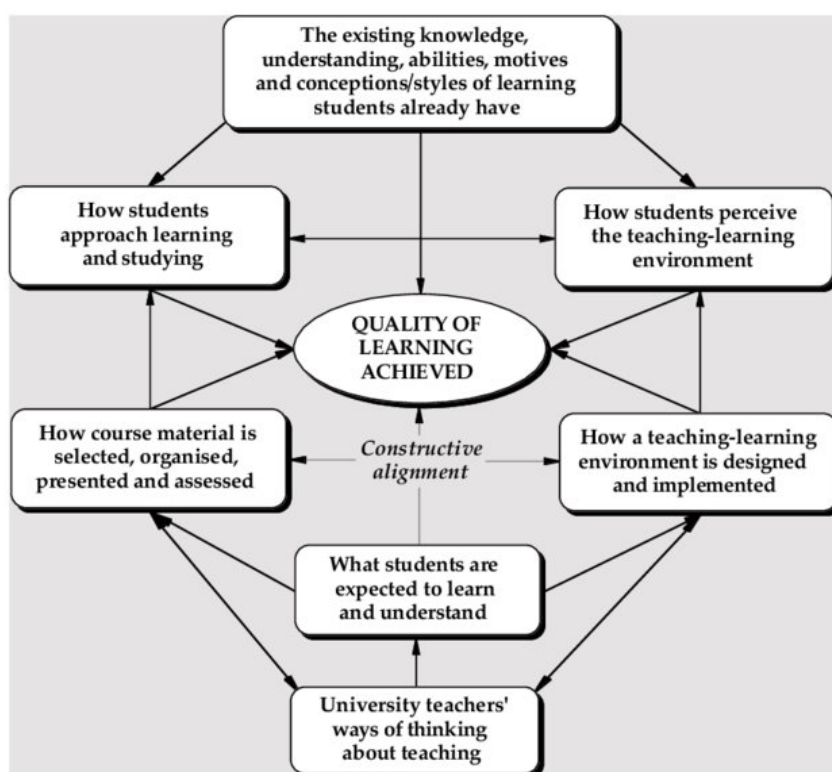 The existing knowledge,
understanding, abilities, motives
and conceptions/styles of learning
students already have
How students
approach learning
and studying
How students perceive
the teaching-learning
environment
QUALITY OF
LEARNING
ACHIEVED
How course material is
selected, organised,
presented and assessed
Constructive
alignment
How a teaching-learning
environment is designed
and implemented
What students are
expected to learn
and understand
University teachers'
ways of thinking
about teaching